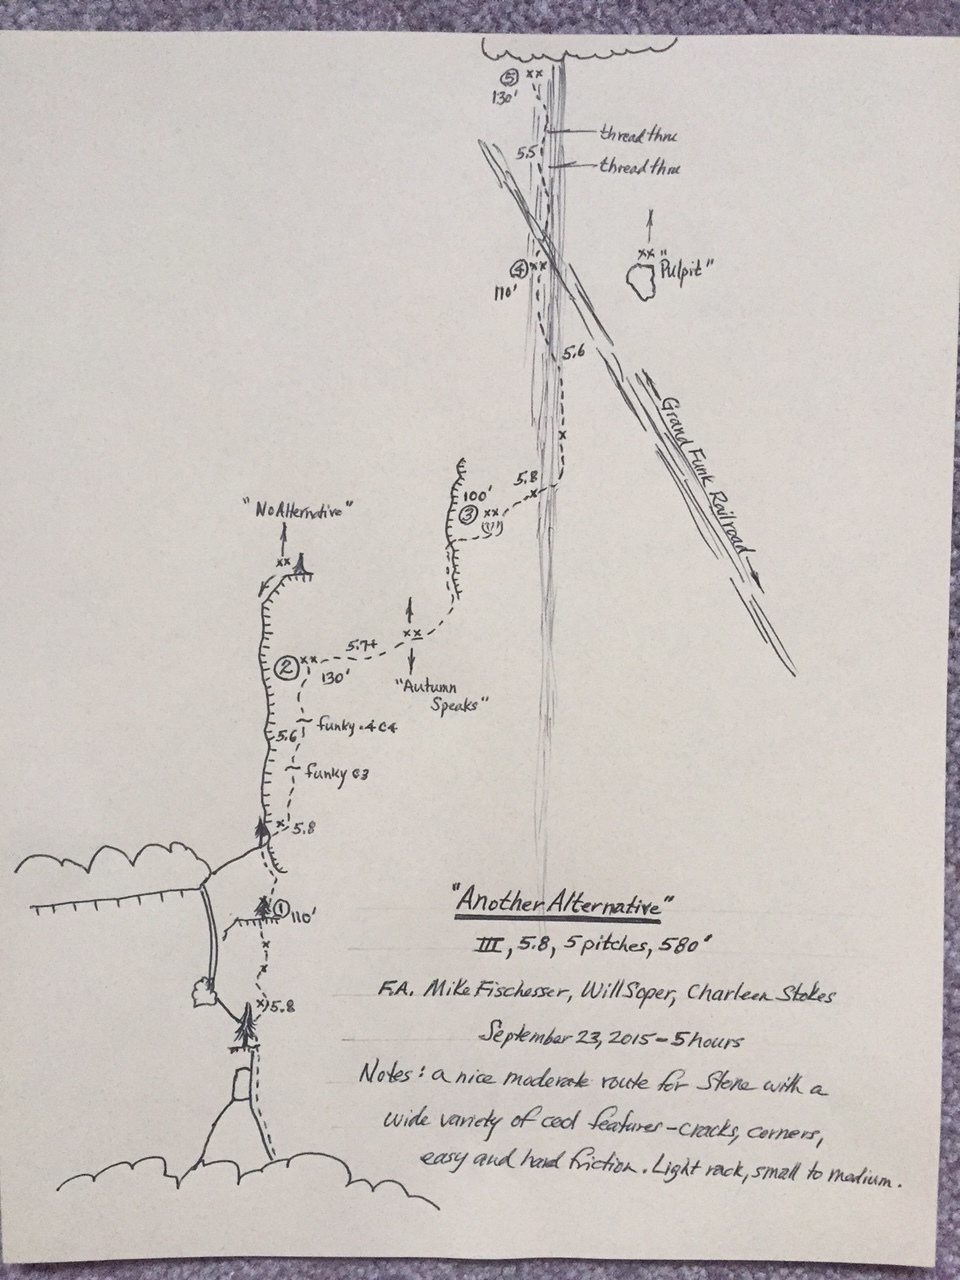 ⑤ xx
130'
thread thru
5.5
thread thru
xx
"Pulpit"
④ xx
110'
5.6
Grand Funk Railroad
x
5.8
x
100'
③ xx
"No Alternative"
xx
xx
5.7+
② xx
130'
"Autumn
Speaks"
funky .4 C4
5.6
funky C3
x 5.8
① 110'
x
x
x 5.8
"Another Alternative"
III, 5.8, 5 pitches, 580'
F.A. Mike Fischesser, Will Soper, Charleen Stokes
September 23, 2015 - 5 hours
Notes: a nice moderate route for Stone with a
wide variety of cool features - cracks, corners,
easy and hard friction. Light rack, small to medium.